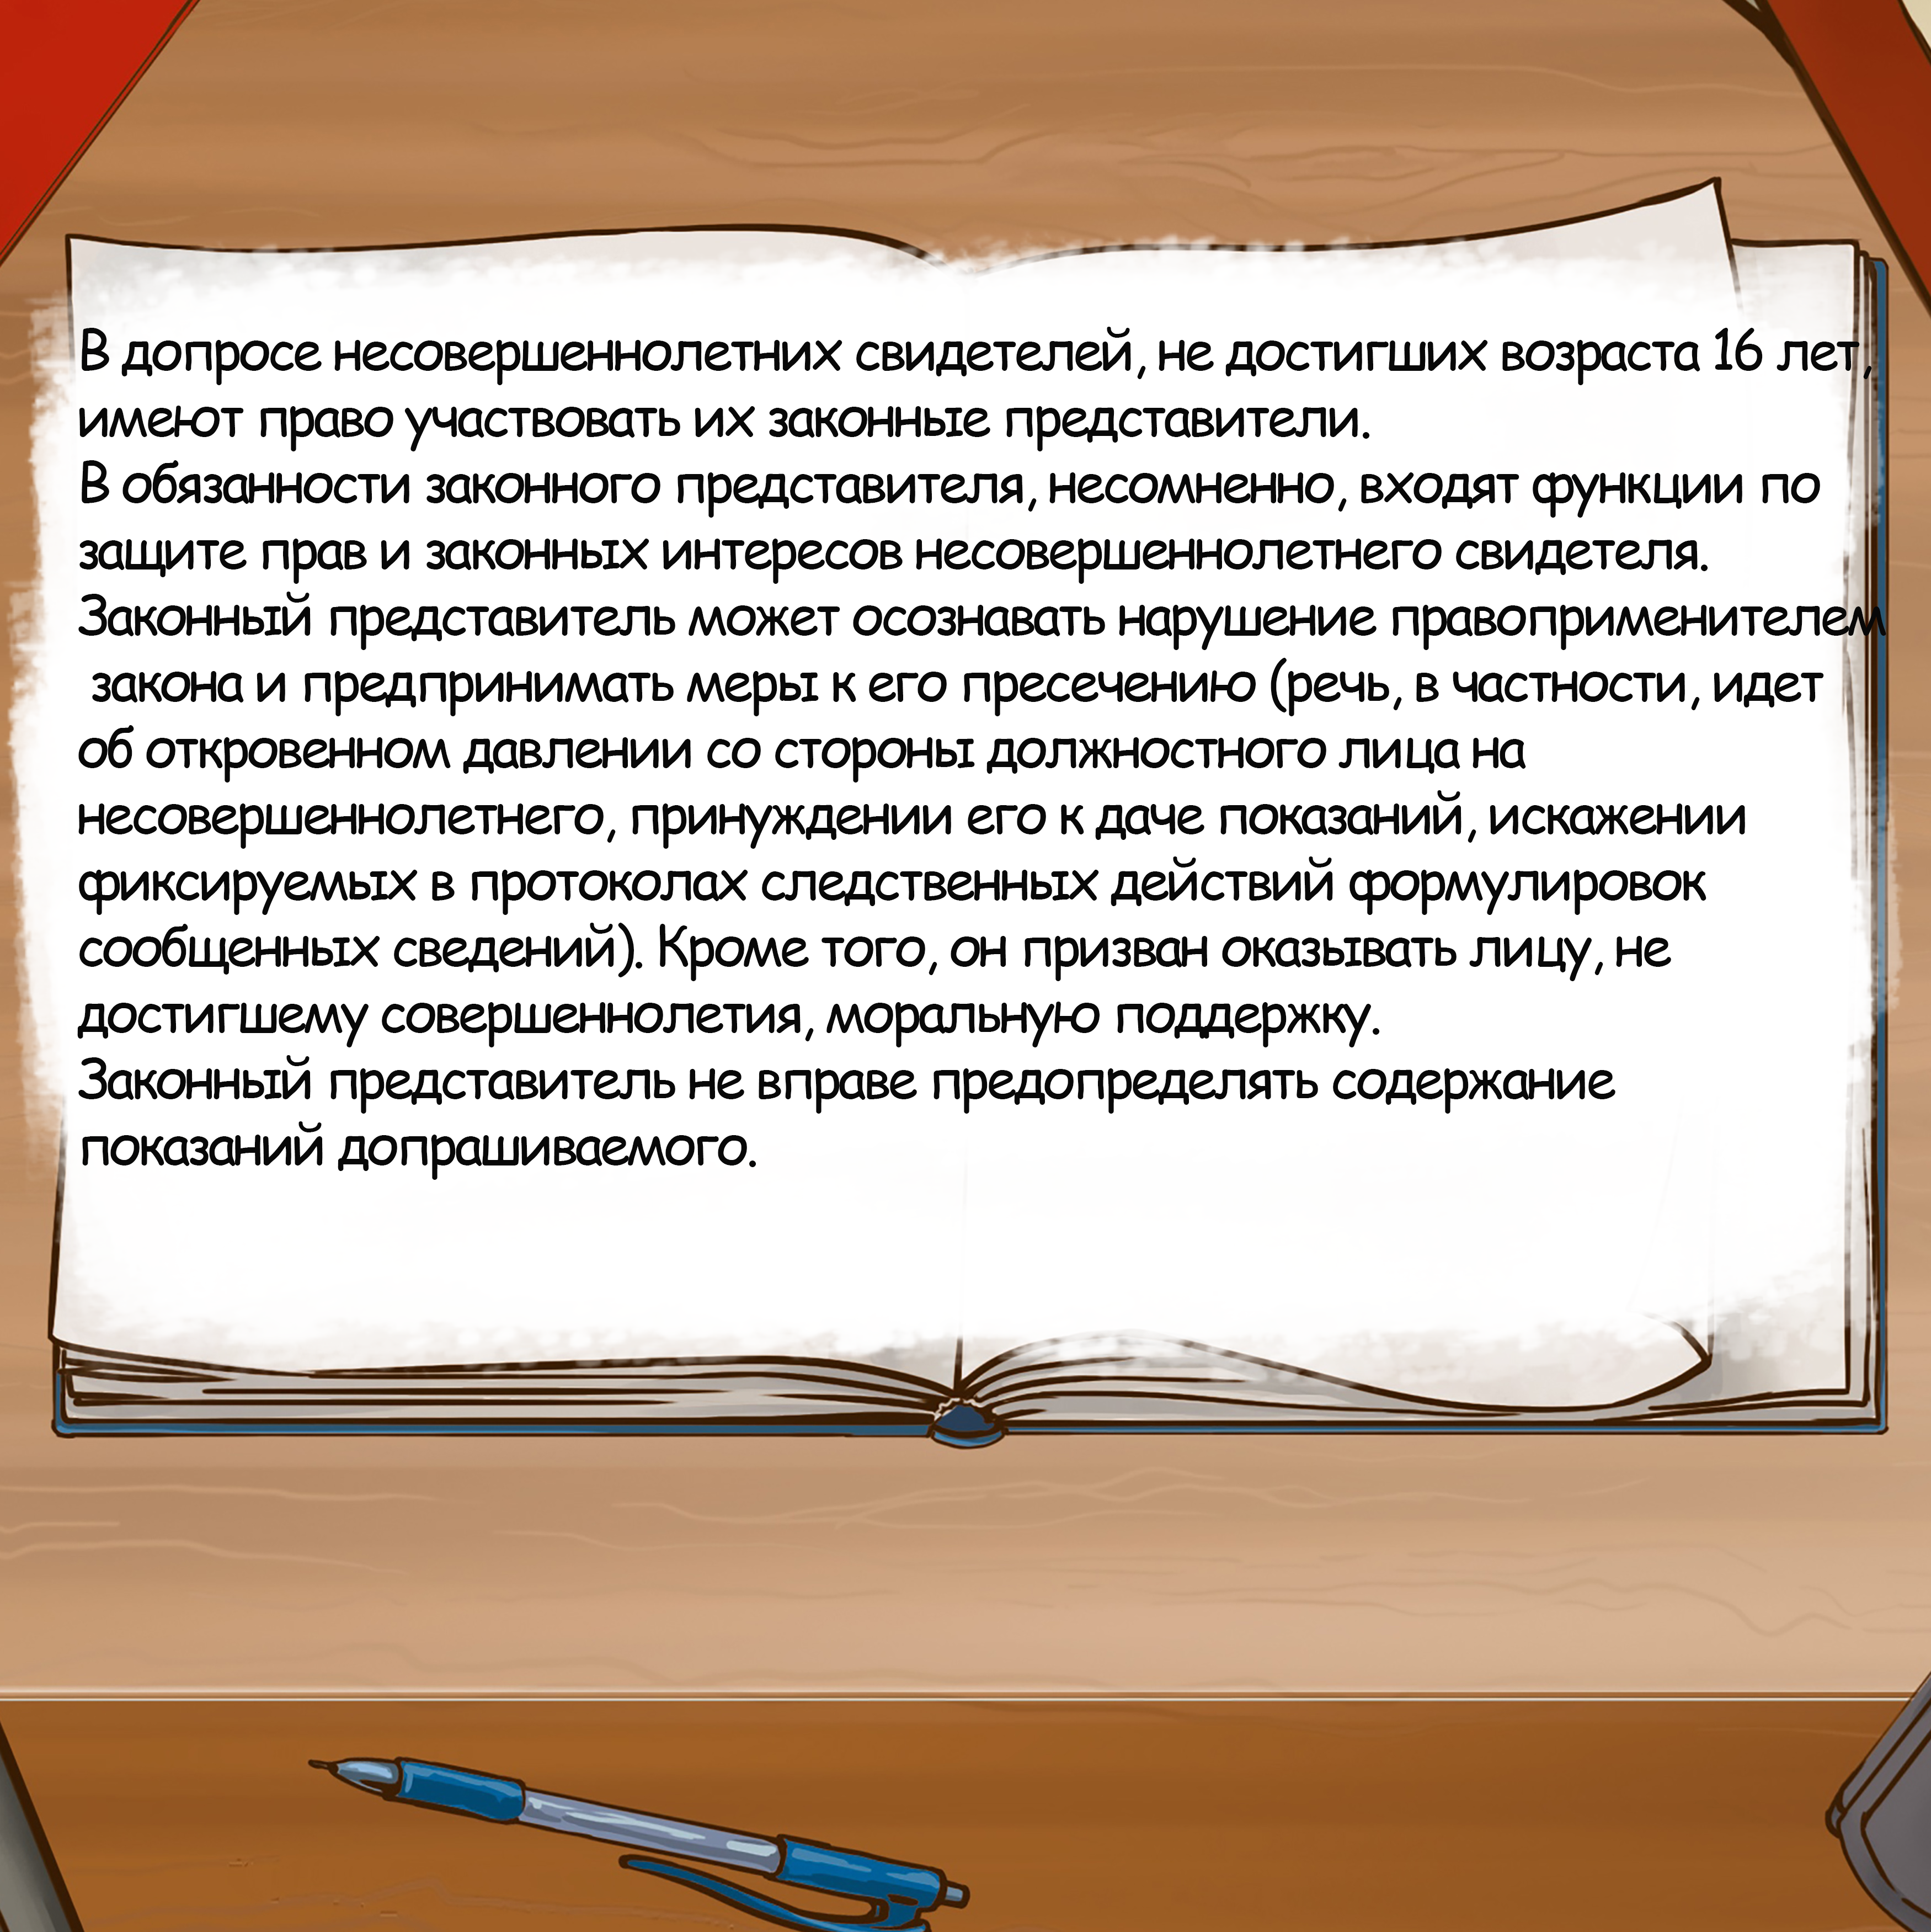 В допросе несовершеннолетних свидетелей, не достигших возраста 16 лет,
имеют право участвовать их законные представители.
В обязанности законного представителя, несомненно, входят функции по
защите прав и законных интересов несовершеннолетнего свидетеля.
Законный представитель может осознавать нарушение правоприменителем
закона и предпринимать меры к его пресечению (речь, в частности, идет
об откровенном давлении со стороны должностного лица на
несовершеннолетнего, принуждении его к даче показаний, искажении
фиксируемых в протоколах следственных действий формулировок
сообщенных сведений). Кроме того, он призван оказывать лицу, не
достигшему совершеннолетия, моральную поддержку.
Законный представитель не вправе предопределять содержание
показаний допрашиваемого.